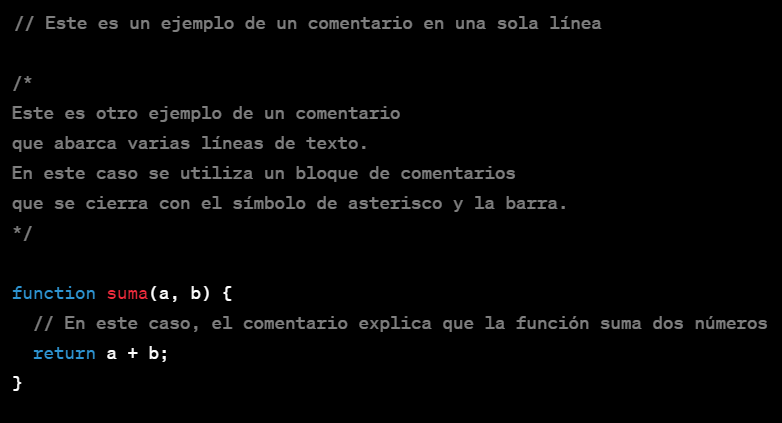 // Este es un ejemplo de un comentario en una sola línea
/*
Este es otro ejemplo de un comentario
que abarca varias líneas de texto.
En este caso se utiliza un bloque de comentarios
que se cierra con el símbolo de asterisco y la barra.
*/
function suma(a, b) {
  // En este caso, el comentario explica que la función suma dos números
  return a + b;
}